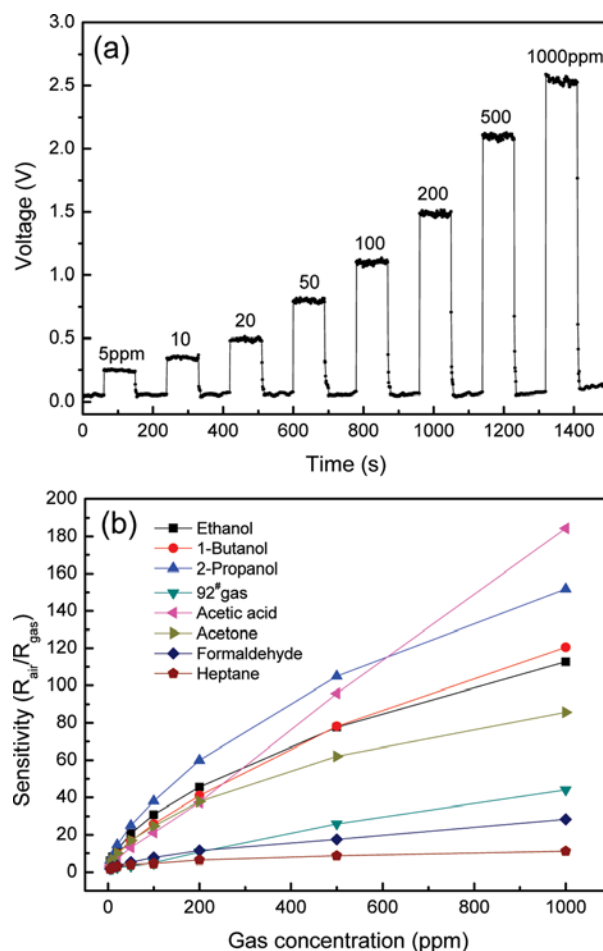 (a)
3.0
2.5
2.0
1.5
1.0
0.5
0.0
Voltage (V)
5ppm
10
20
50
100
200
500
1000ppm
0 200 400 600 800 1000 1200 1400
Time (s)
(b)
200
180
160
140
120
100
80
60
40
20
0
Sensitivity (R_air/R_gas)
Ethanol
1-Butanol
2-Propanol
92#gas
Acetic acid
Acetone
Formaldehyde
Heptane
0 200 400 600 800 1000
Gas concentration (ppm)